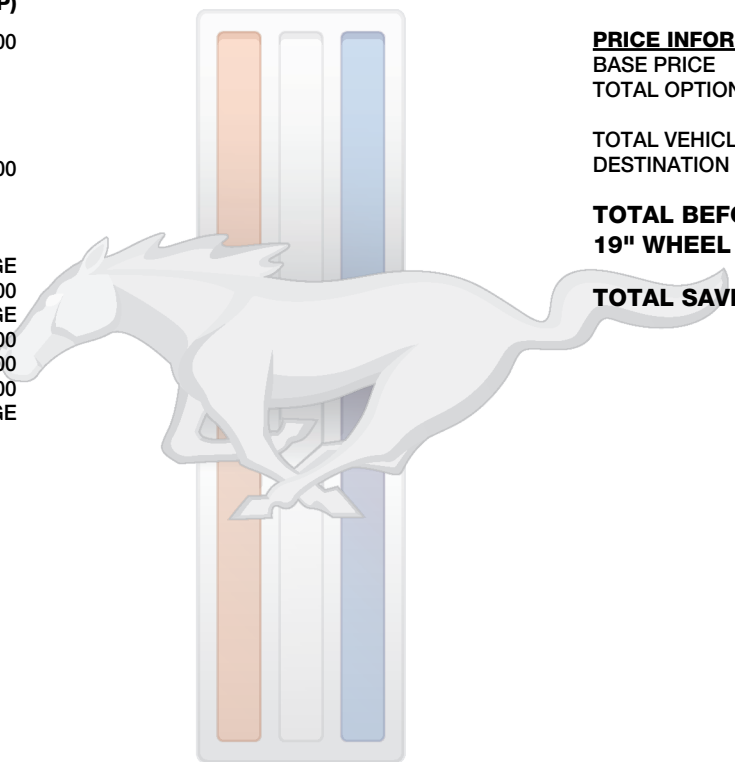 P)
00
00
GE
00
GE
00
00
00
GE
PRICE INFOR
BASE PRICE
TOTAL OPTION
TOTAL VEHICL
DESTINATION
TOTAL BEFO
19" WHEEL
TOTAL SAVI